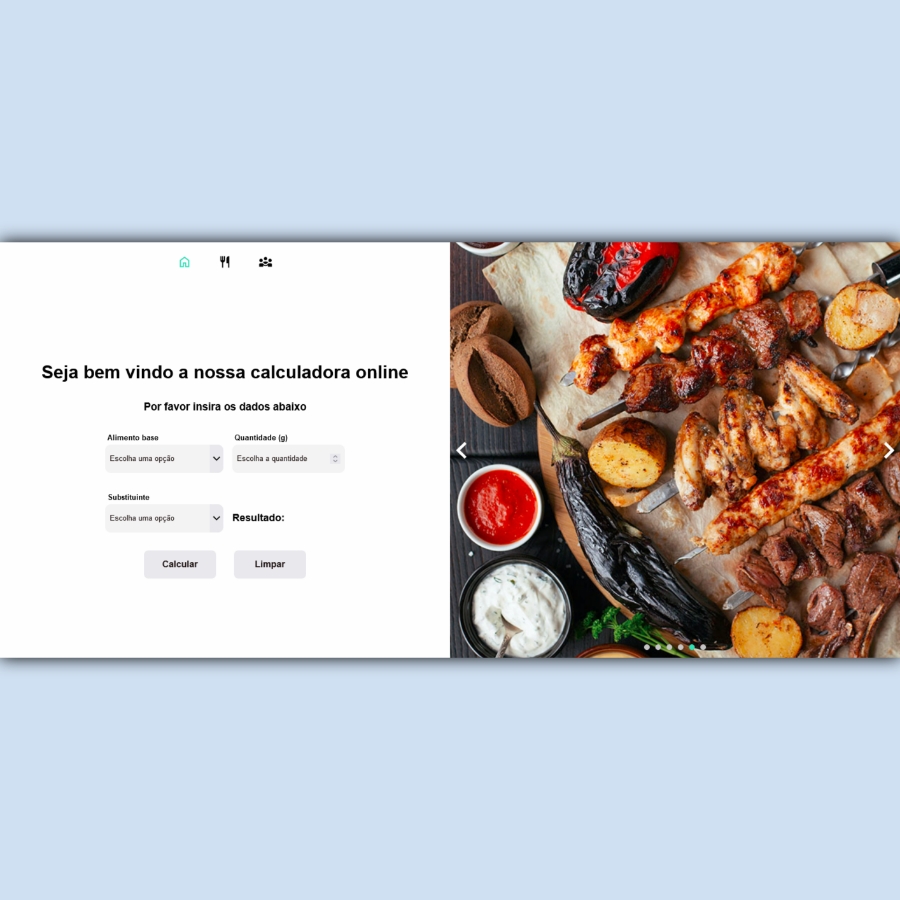 Seja bem vindo a nossa calculadora online
Por favor insira os dados abaixo
Alimento base
Quantidade (g)
Escolha uma opção
Escolha a quantidade
Substituinte
Escolha uma opção
Resultado:
Calcular
Limpar